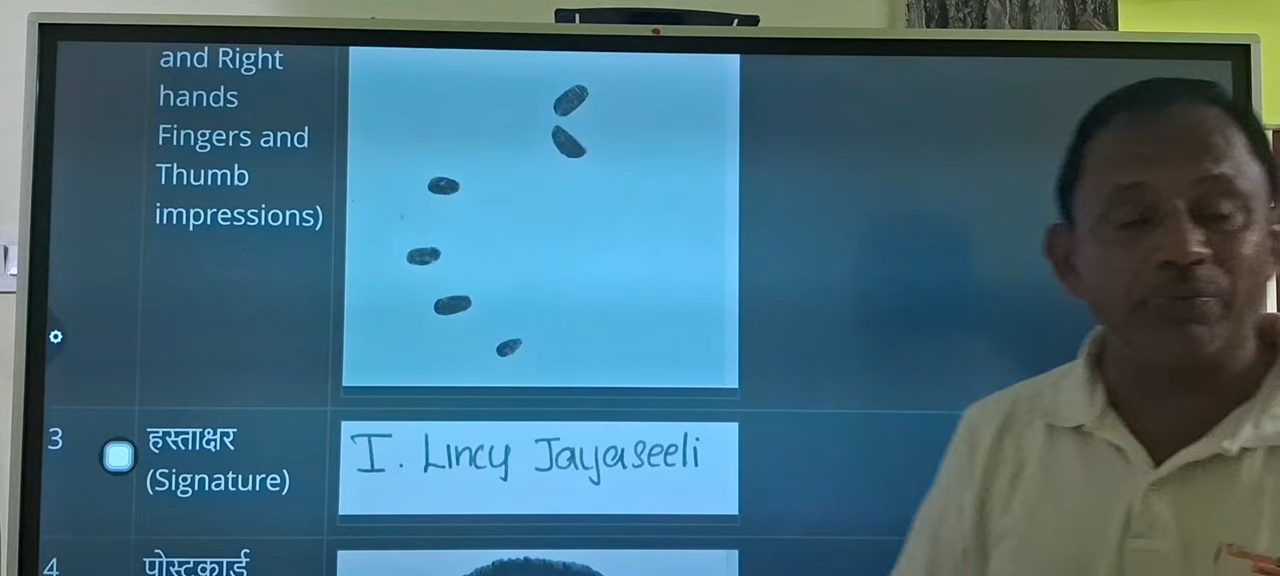 and Right
hands
Fingers and
Thumb
impressions)
3
हस्ताक्षर
(Signature)
I. Lincy Jayaseeli
4
पोस्टकार्ड